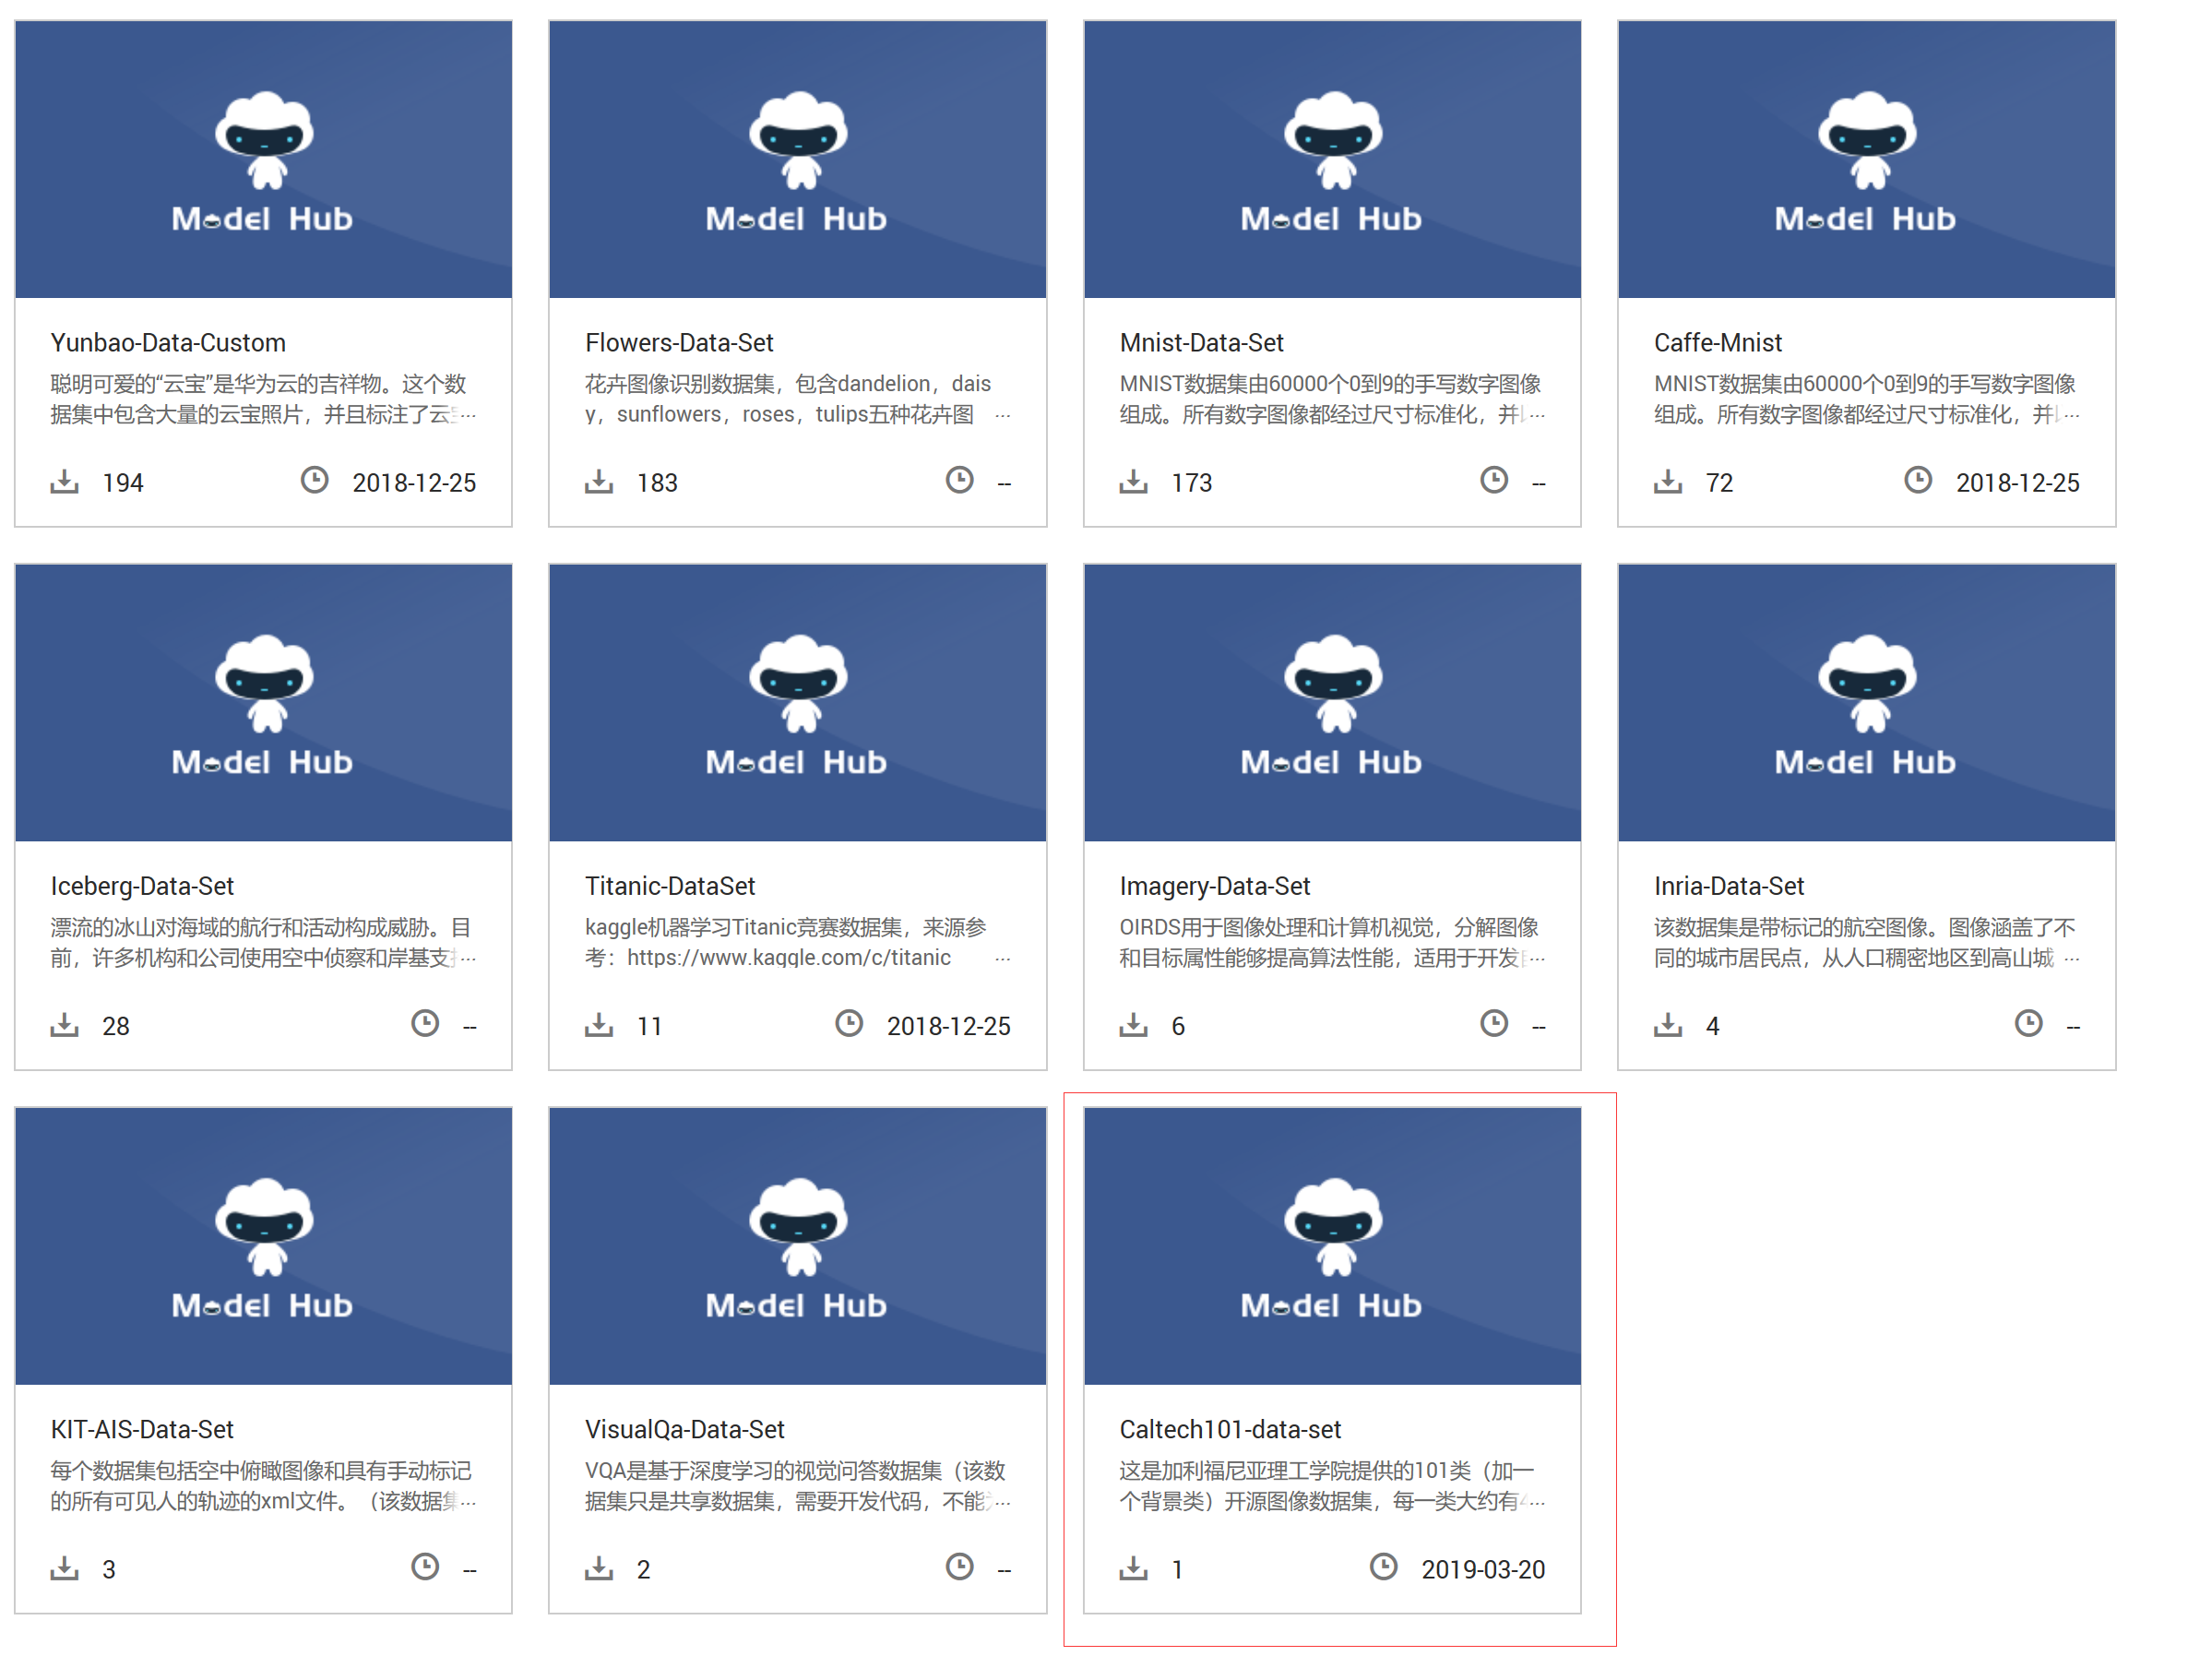 Model Hub
Yunbao-Data-Custom
聪明可爱的“云宝”是华为云的吉祥物。这个数
据集中包含大量的云宝照片，并且标注了云...
194 2018-12-25
Model Hub
Flowers-Data-Set
花卉图像识别数据集，包含dandelion，dais
y，sunflowers，roses，tulips五种花卉图 ...
183 --
Model Hub
Mnist-Data-Set
MNIST数据集由60000个0到9的手写数字图像
组成。所有数字图像都经过尺寸标准化，并...
173 --
Model Hub
Caffe-Mnist
MNIST数据集由60000个0到9的手写数字图像
组成。所有数字图像都经过尺寸标准化，并...
72 2018-12-25
Model Hub
Iceberg-Data-Set
漂流的冰山对海域的航行和活动构成威胁。目
前，许多机构和公司使用空中侦察和岸基支...
28 --
Model Hub
Titanic-DataSet
kaggle机器学习Titanic竞赛数据集，来源参
考：https://www.kaggle.com/c/titanic ...
11 2018-12-25
Model Hub
Imagery-Data-Set
OIRDS用于图像处理和计算机视觉，分解图像
和目标属性能够提高算法性能，适用于开发...
6 --
Model Hub
Inria-Data-Set
该数据集是带标记的航空图像。图像涵盖了不
同的城市居民点，从人口稠密地区到高山城 ...
4 --
Model Hub
KIT-AIS-Data-Set
每个数据集包括空中俯瞰图像和具有手动标记
的所有可见人的轨迹的xml文件。（该数据集...
3 --
Model Hub
VisualQa-Data-Set
VQA是基于深度学习的视觉问答数据集（该数
据集只是共享数据集，需要开发代码，不能...
2 --
Model Hub
Caltech101-data-set
这是加利福尼亚理工学院提供的101类（加一
个背景类）开源图像数据集，每一类大约有...
1 2019-03-20